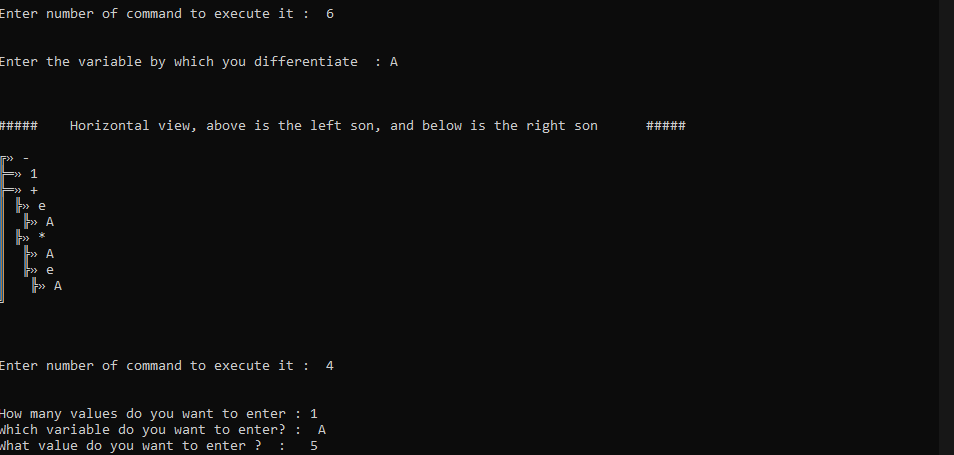 Enter number of command to execute it :  6
Enter the variable by which you differentiate  : A
#####    Horizontal view, above is the left son, and below is the right son      #####
╔» -
╠═» 1
╠═» +
║ ╠» e
║  ╠» A
║ ╠» *
║  ╠» A
║  ╠» e
║   ╠» A
╝
Enter number of command to execute it :  4
How many values do you want to enter : 1
Which variable do you want to enter? :  A
What value do you want to enter ?  :   5